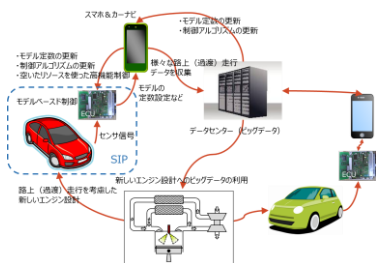 スマホ＆カーナビ
・モデル定数の更新
・制御アルゴリズムの更新
・モデル定数の更新
・制御アルゴリズムの更新
・空いたリソースを使った高機能制御
様々な路上（過渡）走行
データを収集
モデルベースド制御
ECU
モデルの
定数設定など
センサ信号
SIP
データセンター（ビッグデータ）
ECU
路上（過渡）走行を考慮した
新しいエンジン設計
新しいエンジン設計へのビッグデータの利用